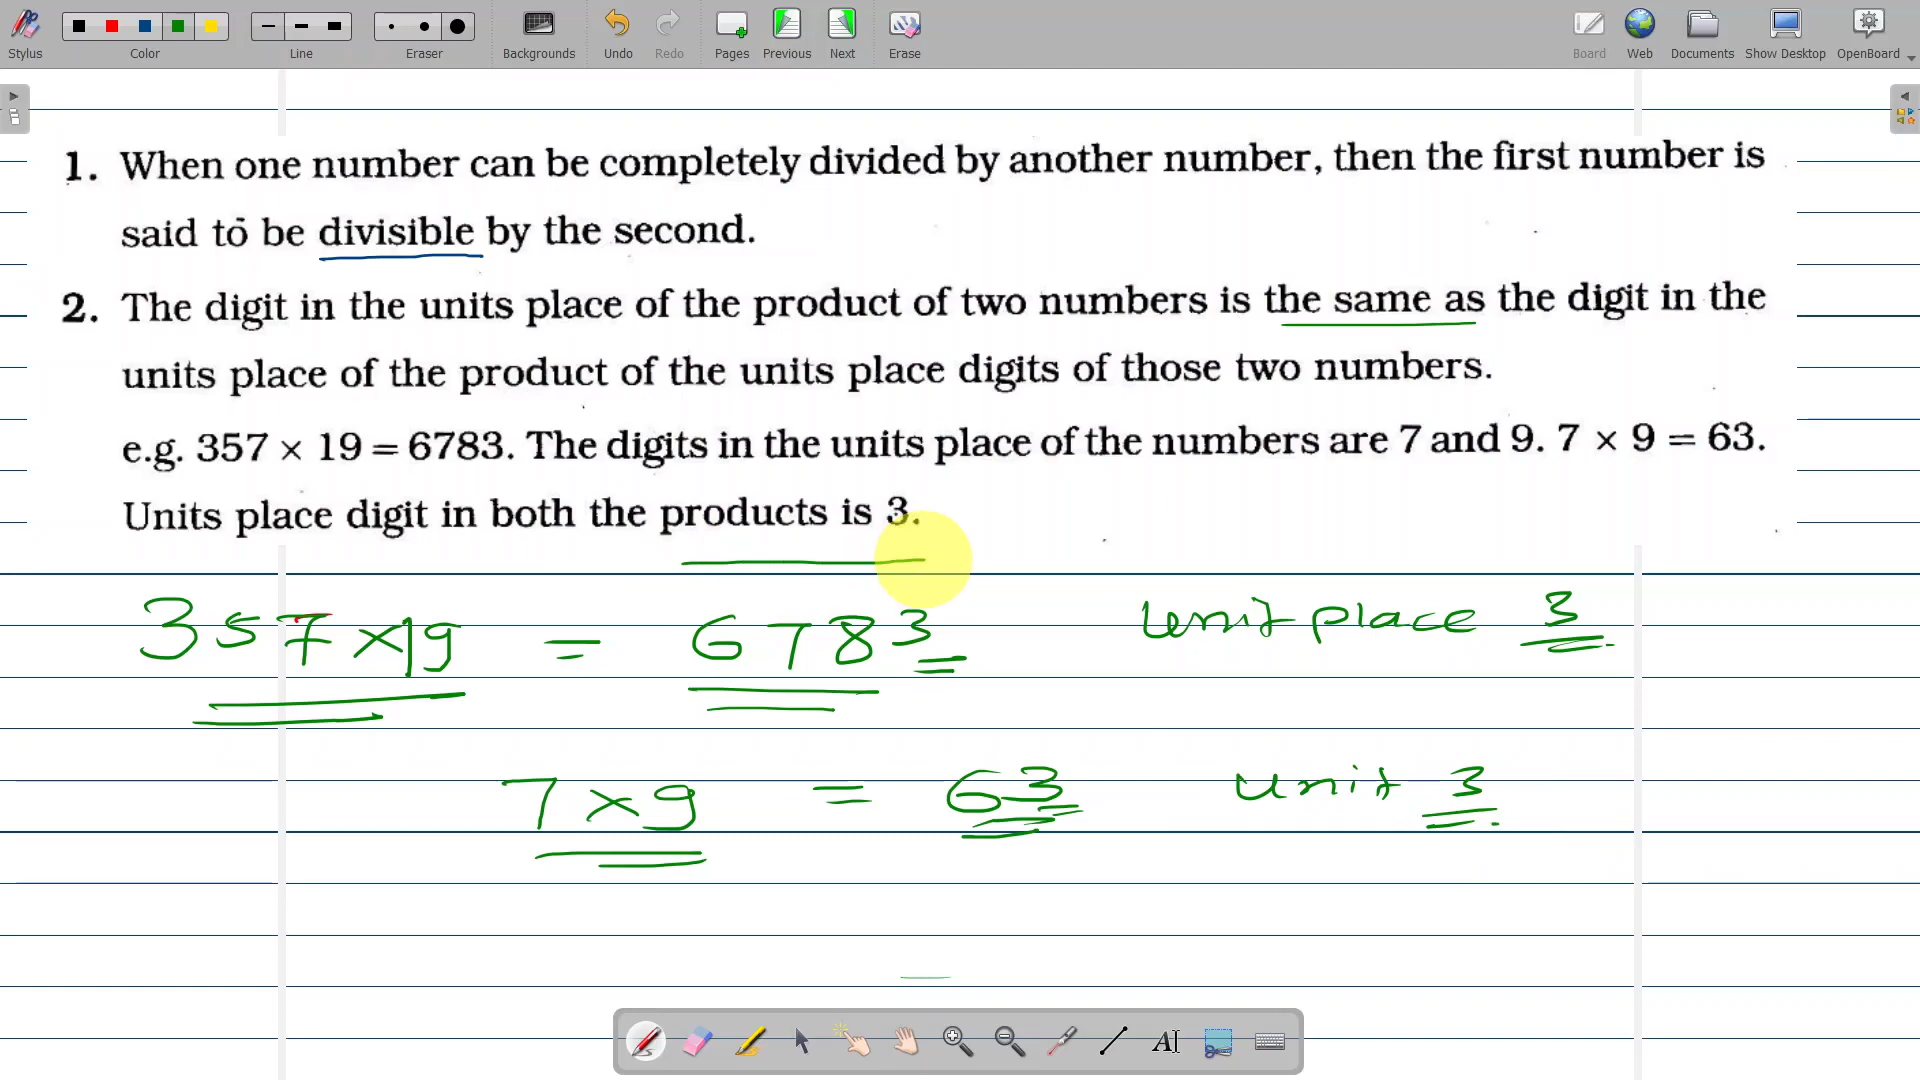 Stylus Color Line Eraser Backgrounds Undo Redo Pages Previous Next Erase Board Web Documents Show Desktop OpenBoard
1. When one number can be completely divided by another number, then the first number is
said to be divisible by the second.
2. The digit in the units place of the product of two numbers is the same as the digit in the
units place of the product of the units place digits of those two numbers.
e.g. 357 × 19 = 6783. The digits in the units place of the numbers are 7 and 9. 7 × 9 = 63.
Units place digit in both the products is 3.
357 × 19 = 6783 Unit place 3
7 × 9 = 63 unit 3